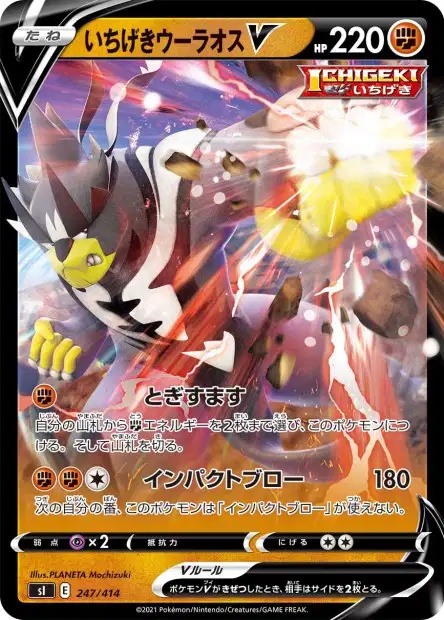 たね いちげきウーラオスV HP 220
ICHIGEKI
いちげき
とぎすます
自分の山札からエネルギーを2枚まで選び、このポケモンにつ
ける。そして山札を切る。
インパクトブロー 180
次の自分の番、このポケモンは「インパクトブロー」が使えない。
弱点 ×2 抵抗力 にげる
Illus.PLANETA Mochizuki
Vルール
sI E 247/414
ポケモンVがきぜつしたとき、相手はサイドを2枚とる。
©2021 Pokémon/Nintendo/Creatures/GAME FREAK.